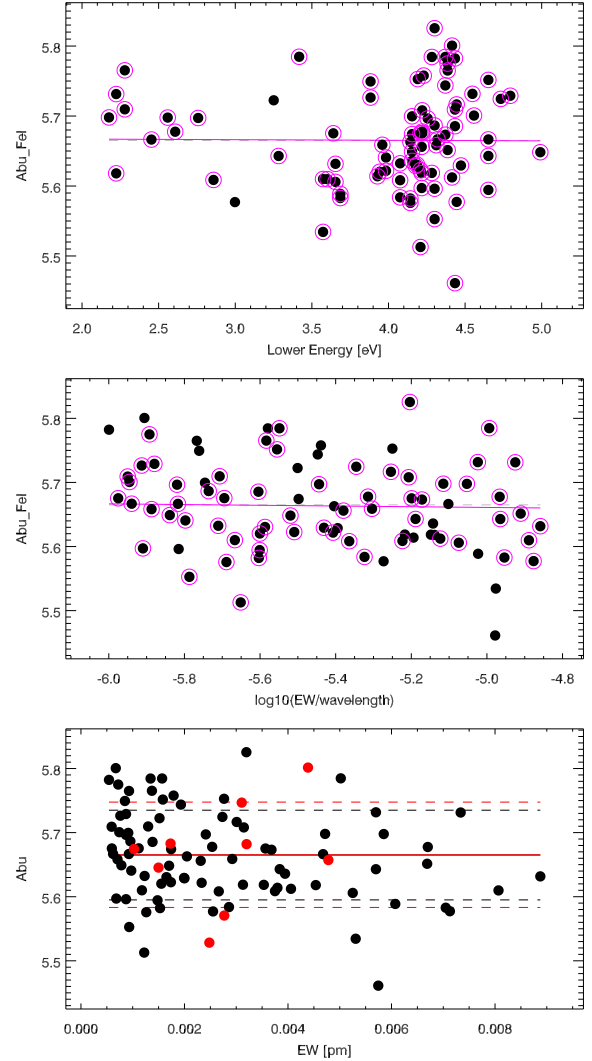 5.8
5.7
5.6
5.5
Abu_FeI
2.0 2.5 3.0 3.5 4.0 4.5 5.0
Lower Energy [eV]
5.8
5.7
5.6
5.5
Abu_FeI
-6.0 -5.8 -5.6 -5.4 -5.2 -5.0 -4.8
log10(EW/wavelength)
5.8
5.7
5.6
5.5
Abu
0.000 0.002 0.004 0.006 0.008
EW [pm]